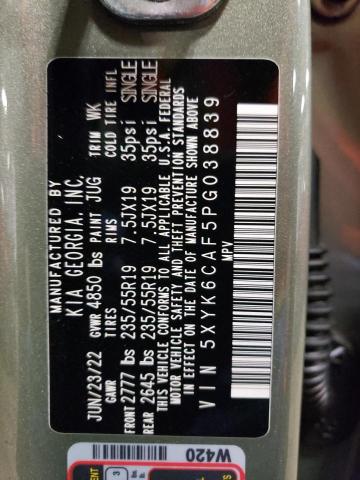 MANUFACTURED BY
KIA GEORGIA, INC.
JUN/23/22 GVWR 4850 lbs PAINT JUG TRIM WK
GAWR TIRES RIMS COLD TIRE INFL
FRONT 2777 lbs 235/55R19 7.5JX19 35psi SINGLE
REAR 2645 lbs 235/55R19 7.5JX19 35psi SINGLE
THIS VEHICLE CONFORMS TO ALL APPLICABLE U.S.A. FEDERAL
MOTOR VEHICLE SAFETY AND THEFT PREVENTION STANDARDS
IN EFFECT ON THE DATE OF MANUFACTURE SHOWN ABOVE
VIN 5XYK6CAF5PG038839
MPV
W420
3